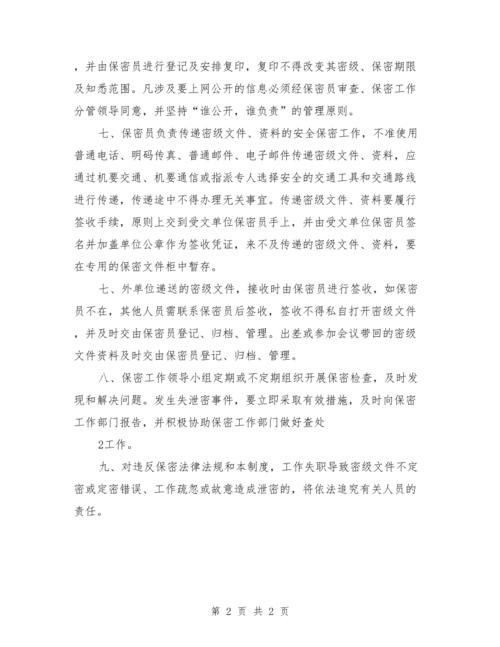 ，并由保密员进行登记及安排复印，复印不得改变其密级、保密期限
及知悉范围。凡涉及要上网公开的信息必须经保密员审查、保密工作
分管领导同意，并坚持“谁公开，谁负责”的管理原则。
七、保密员负责传递密级文件、资料的安全保密工作，不准使用
普通电话、明码传真、普通邮件、电子邮件传递密级文件、资料，应
通过机要交通、机要通信或指派专人选择安全的交通工具和交通路线
进行传递，传递途中不得办理无关事宜。传递密级文件、资料要履行
签收手续，原则上交到受文单位保密员手上，并由受文单位保密员签
名并加盖单位公章作为签收凭证，来不及传递的密级文件、资料，要
在专用的保密文件柜中暂存。
七、外单位递送的密级文件，接收时由保密员进行签收，如保密
员不在，其他人员需联系保密员后签收，签收不得私自打开密级文件
，并及时交由保密员登记、归档、管理。出差或参加会议带回的密级
文件资料及时交由保密员登记、归档、管理。
八、保密工作领导小组定期或不定期组织开展保密检查，及时发
现和解决问题。发生失泄密事件，要立即采取有效措施，及时向保密
工作部门报告，并积极协助保密工作部门做好查处
2工作。
九、对违反保密法律法规和本制度，工作失职导致密级文件不定
密或定密错误、工作疏忽或故意造成泄密的，将依法追究有关人员的
责任。
第 2 页 共 2 页